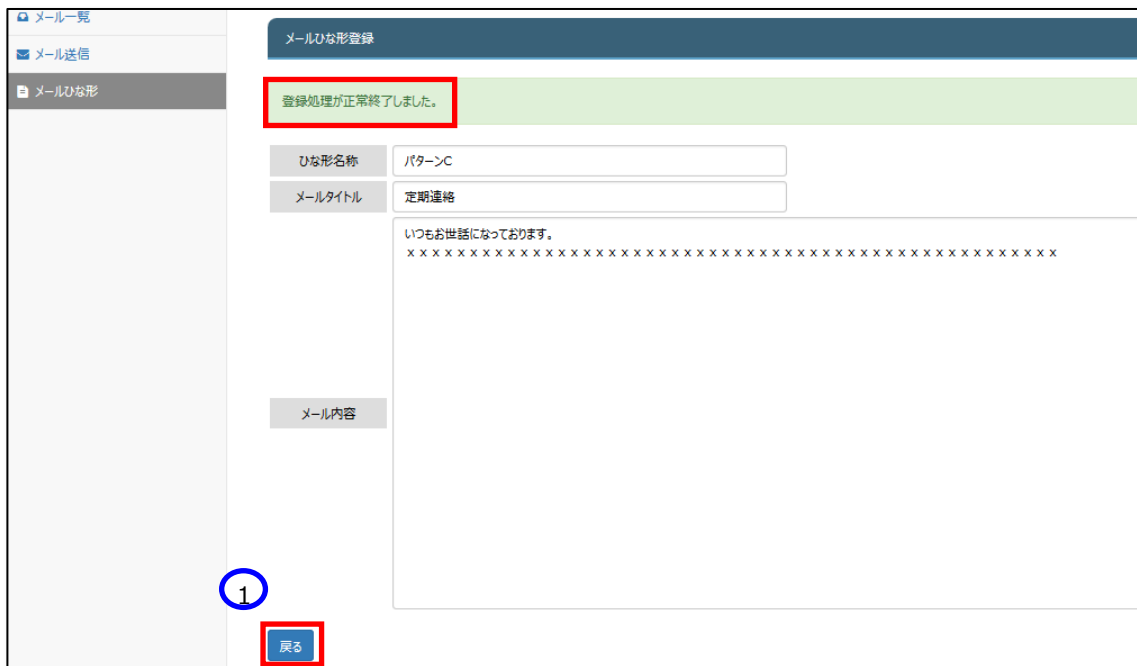 メール一覧
メール送信
メールひな形
メールひな形登録
登録処理が正常終了しました。
ひな形名称
パターンC
メールタイトル
定期連絡
メール内容
いつもお世話になっております。
ｘｘｘｘｘｘｘｘｘｘｘｘｘｘｘｘｘｘｘｘｘｘｘｘｘｘｘｘｘｘｘｘｘｘｘｘｘｘｘｘｘｘｘｘｘｘｘｘｘｘｘｘ
1
戻る